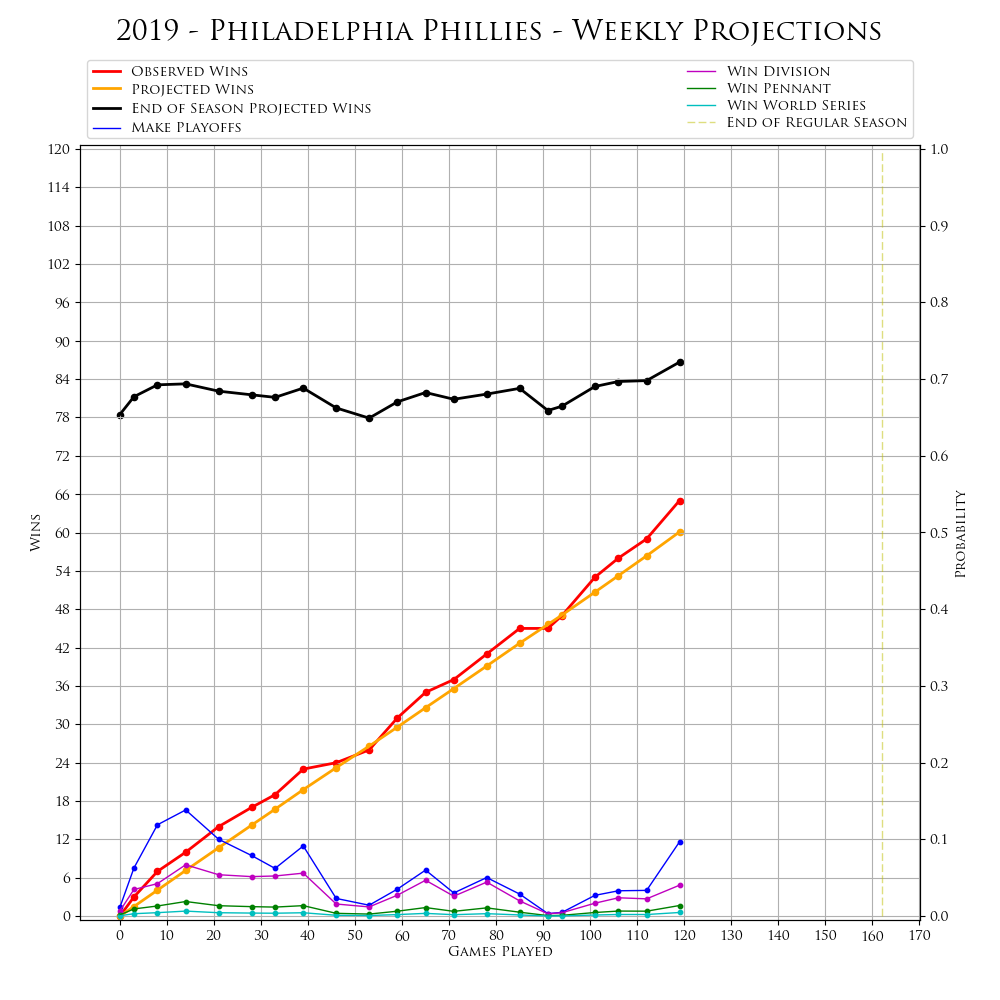 2019 - Philadelphia Phillies - Weekly Projections
Observed Wins
Projected Wins
End of Season Projected Wins
Make Playoffs
Win Division
Win Pennant
Win World Series
End of Regular Season
120
114
108
102
96
90
84
78
72
66
60
54
48
42
36
30
24
18
12
6
0
Wins
1.0
0.9
0.8
0.7
0.6
0.5
0.4
0.3
0.2
0.1
0.0
Probability
0 10 20 30 40 50 60 70 80 90 100 110 120 130 140 150 160 170
Games Played